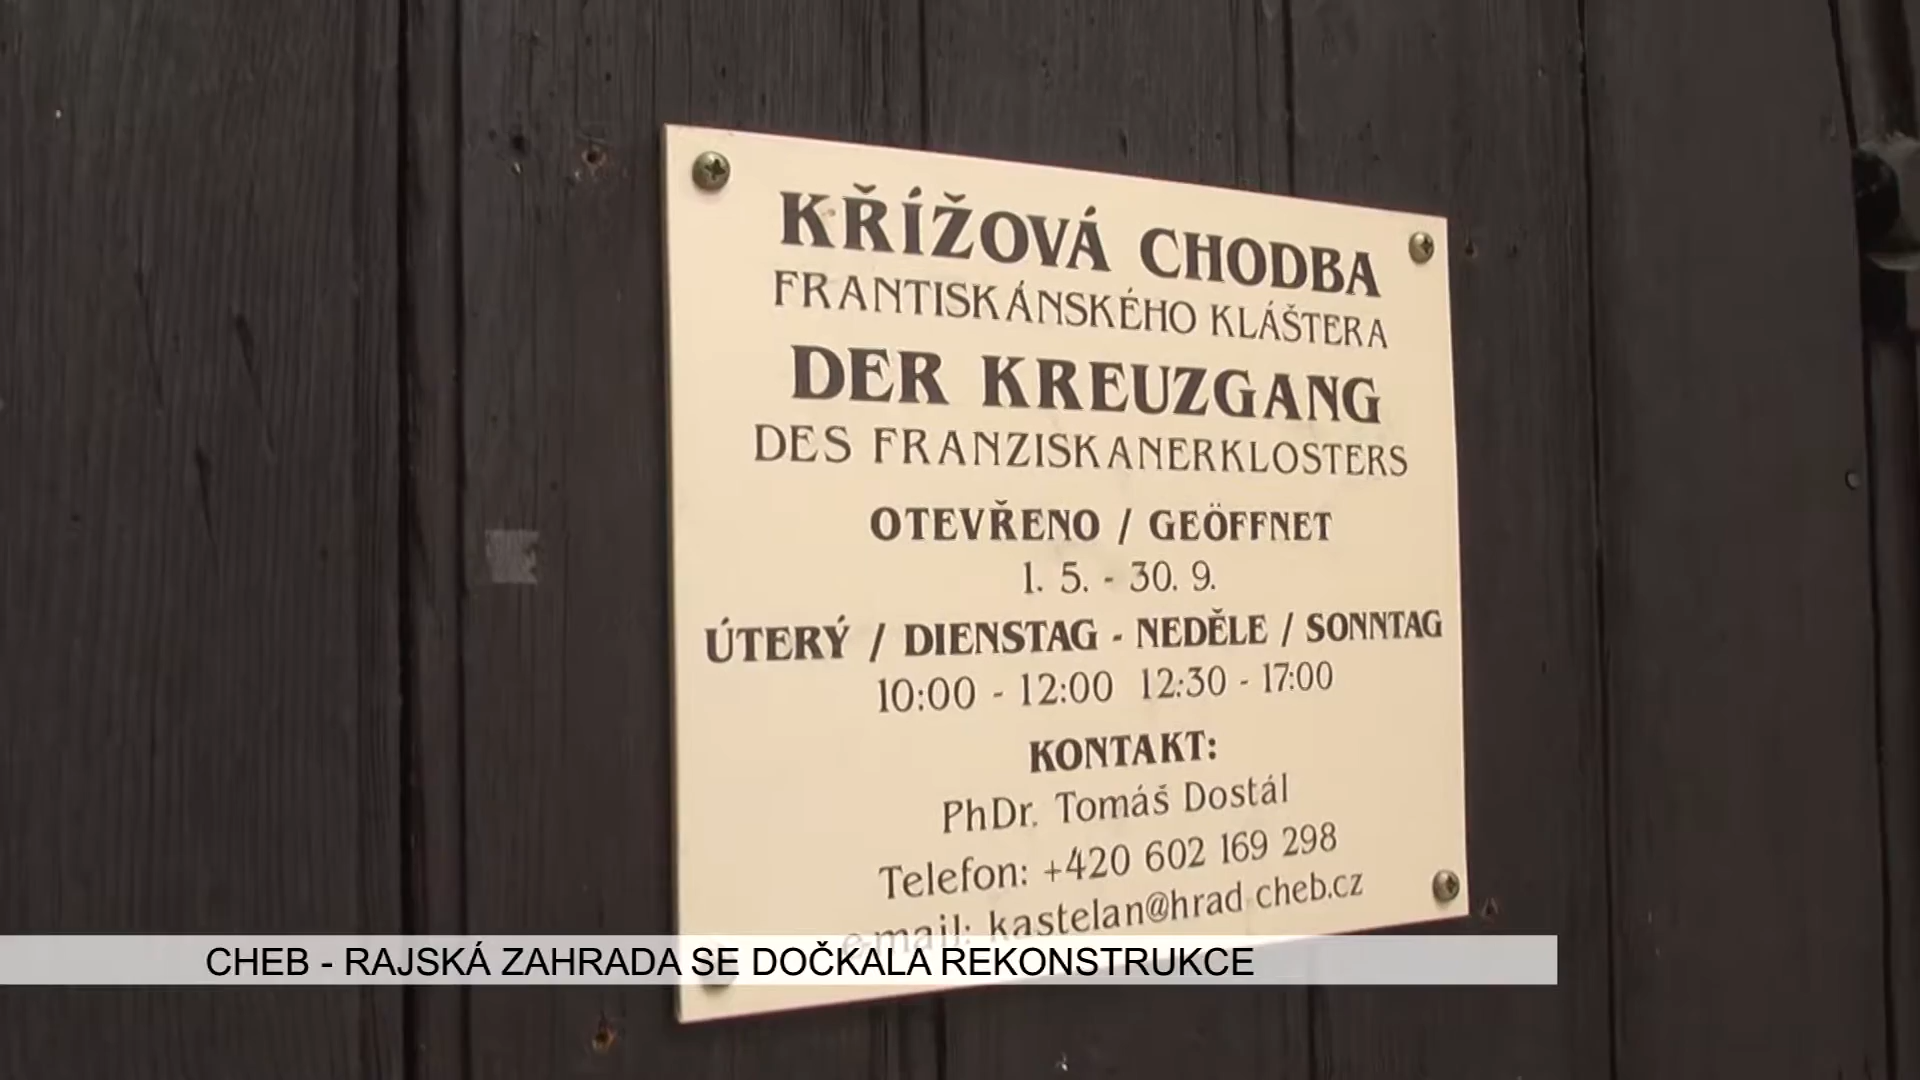 KŘÍŽOVÁ CHODBA
FRANTISKÁNSKÉHO KLÁŠTERA
DER KREUZGANG
DES FRANZISKANERKLOSTERS
OTEVŘENO / GEÖFFNET
1. 5. - 30. 9.
ÚTERÝ / DIENSTAG - NEDĚLE / SONNTAG
10:00 - 12:00 12:30 - 17:00
KONTAKT:
PhDr. Tomáš Dostál
Telefon: +420 602 169 298
e-mail: kastelan@hrad-cheb.cz
CHEB - RAJSKÁ ZAHRADA SE DOČKALA REKONSTRUKCE